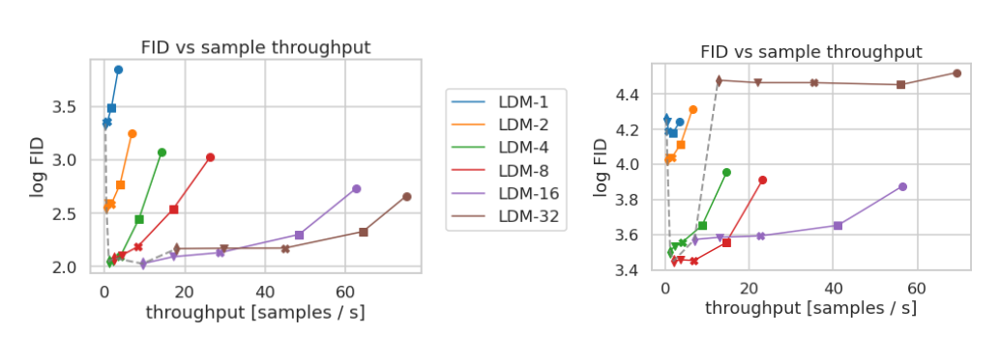 FID vs sample throughput
log FID
3.5
3.0
2.5
2.0
0
20
40
60
throughput [samples / s]
LDM-1
LDM-2
LDM-4
LDM-8
LDM-16
LDM-32
FID vs sample throughput
log FID
4.4
4.2
4.0
3.8
3.6
3.4
0
20
40
60
throughput [samples / s]